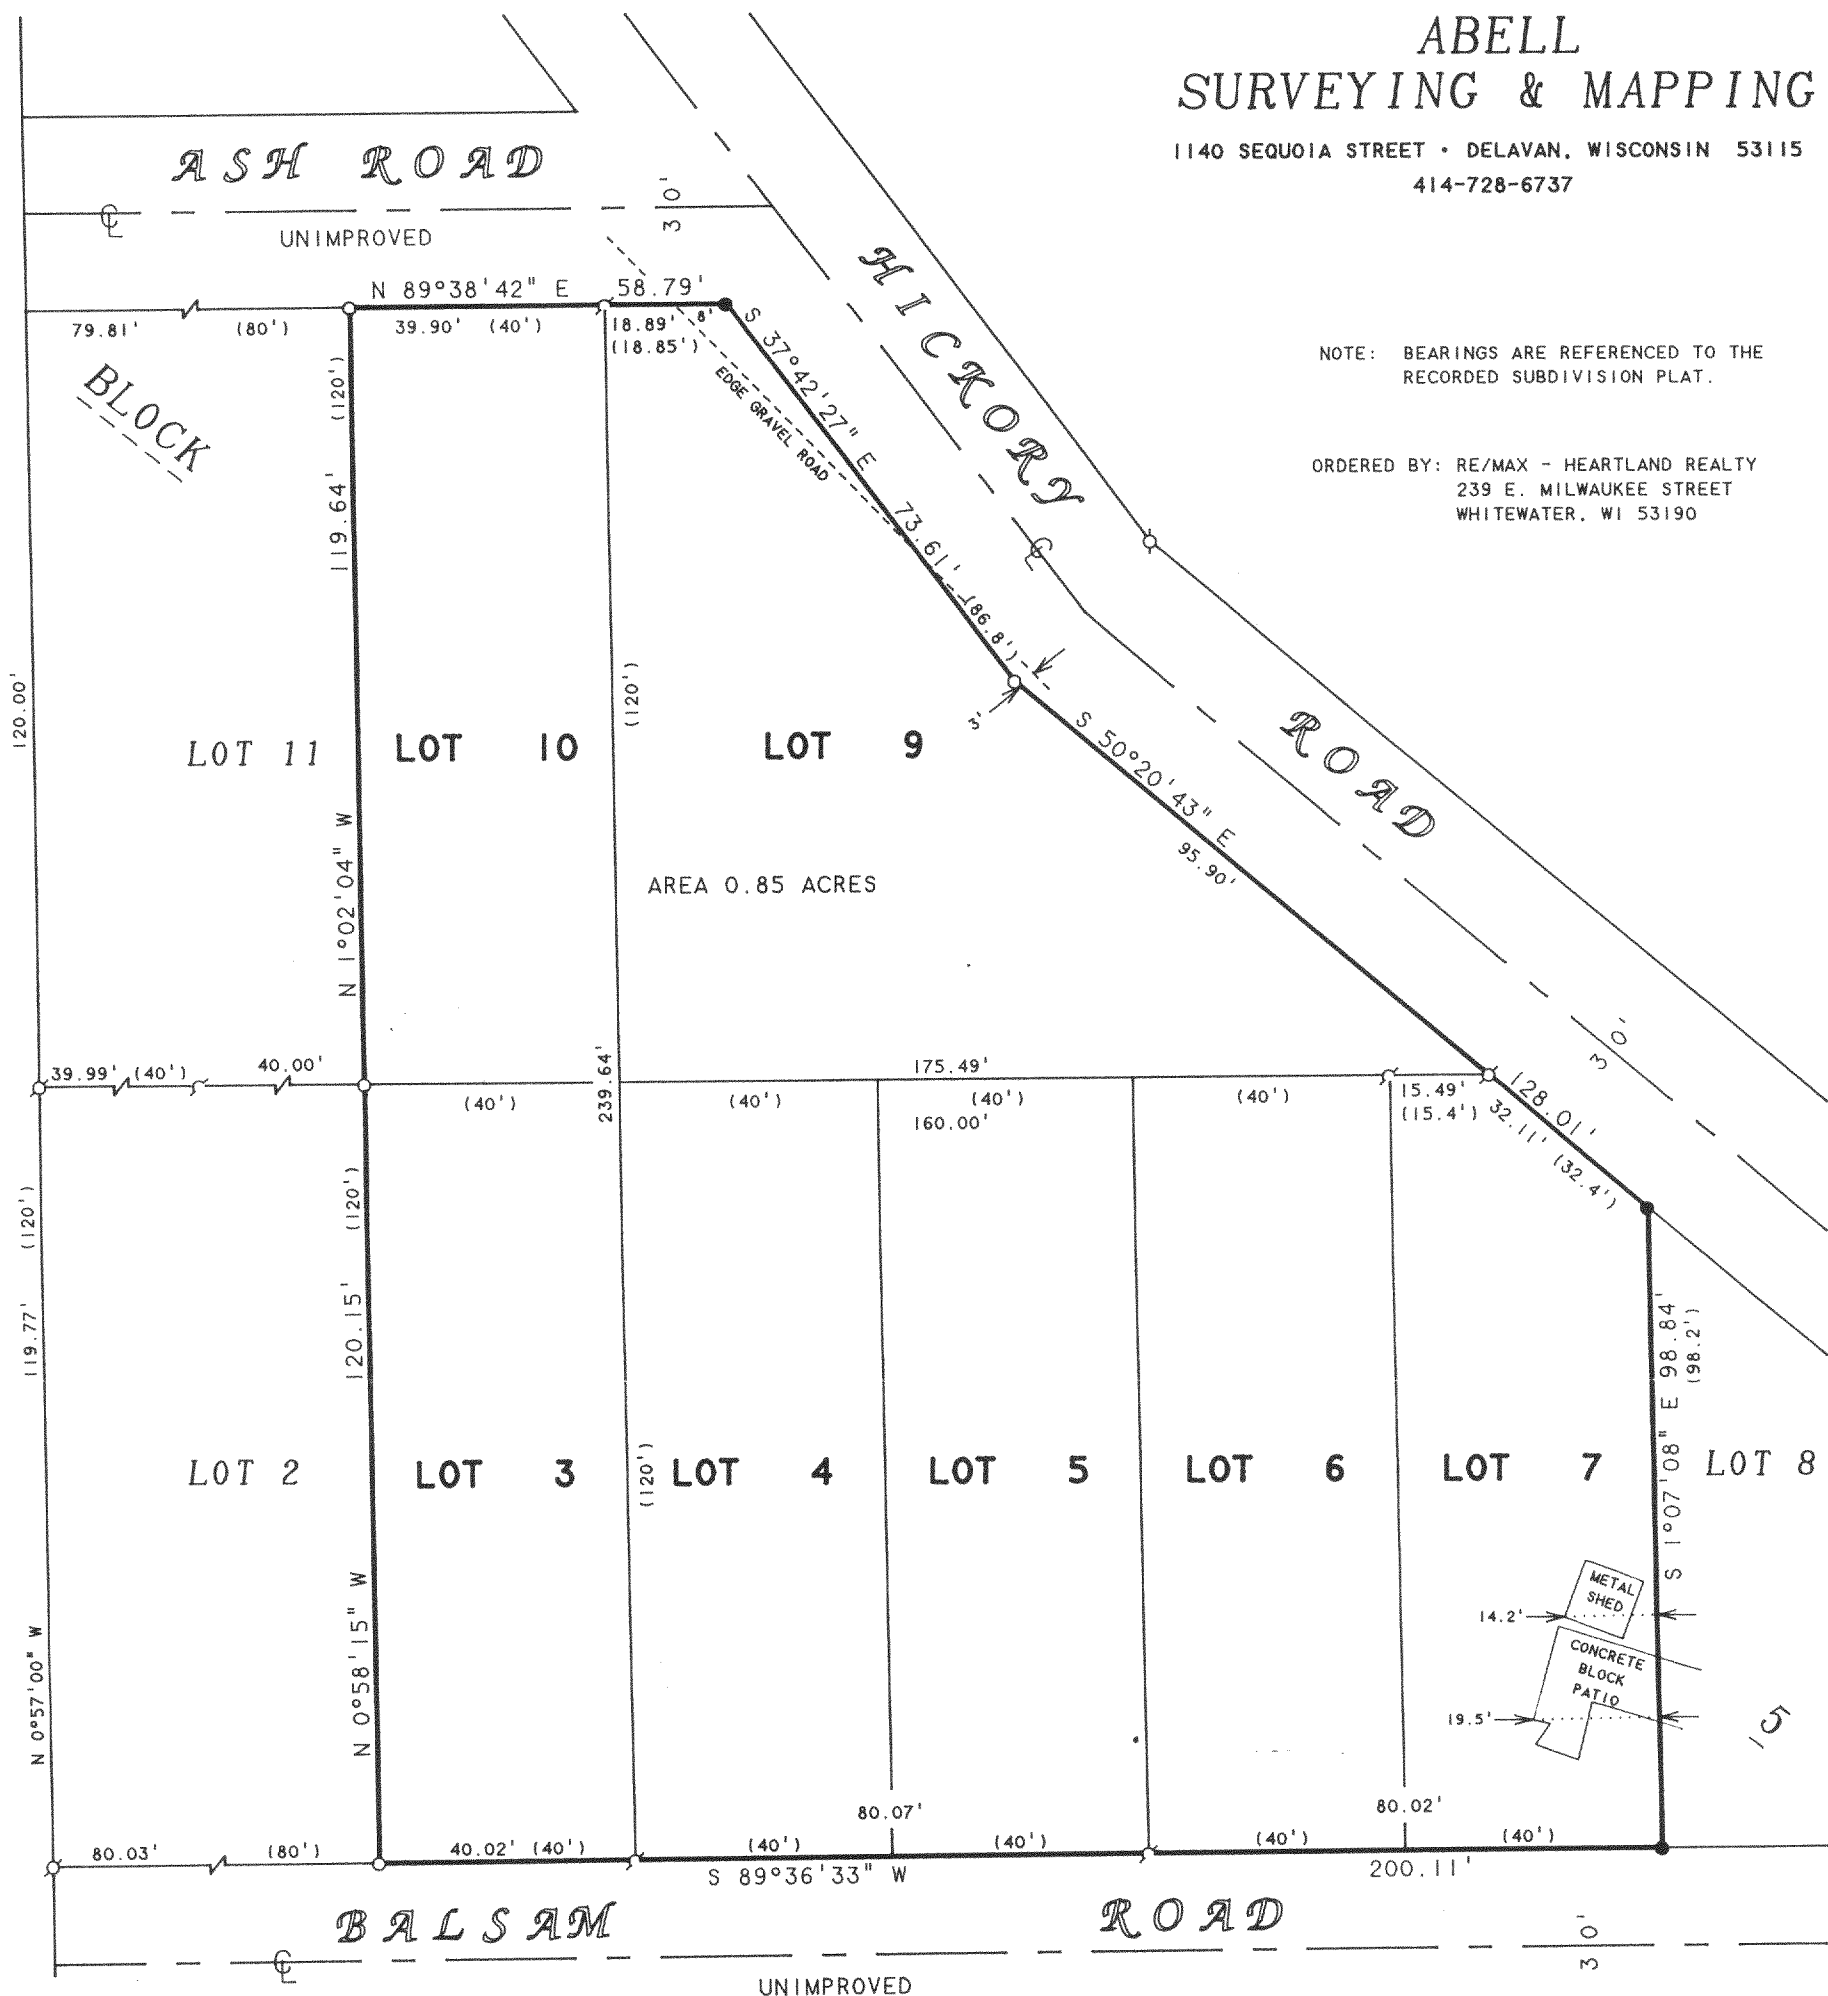 ABELL
SURVEYING & MAPPING
1140 SEQUOIA STREET • DELAVAN, WISCONSIN 53115
414-728-6737
ASH ROAD
30'
℄
UNIMPROVED
HICKORY
℄
ROAD
30'
NOTE: BEARINGS ARE REFERENCED TO THE
RECORDED SUBDIVISION PLAT.
ORDERED BY: RE/MAX - HEARTLAND REALTY
239 E. MILWAUKEE STREET
WHITEWATER, WI 53190
N 89°38'42" E
58.79'
79.81'
(80')
39.90' (40')
18.89'
8'
(18.85')
BLOCK
(120')
119.64'
N 1°02'04" W
S 37°42'27" E
73.61'
(86.8')
EDGE GRAVEL ROAD
3'
S 50°20'43" E
95.90'
120.00'
(120')
LOT 11
LOT 10
LOT 9
AREA 0.85 ACRES
39.99' (40')
40.00'
(40')
239.64'
(40')
175.49'
(40')
160.00'
(40')
15.49'
(15.4')
128.01'
32.11' (32.4')
(120')
119.77'
N 0°57'00" W
(120')
120.15'
N 0°58'15" W
(120')
S 1°07'08" E 98.84'
(98.2')
LOT 2
LOT 3
LOT 4
LOT 5
LOT 6
LOT 7
LOT 8
METAL
SHED
14.2'
CONCRETE
BLOCK
PATIO
19.5'
5
80.07'
80.02'
80.03'
(80')
40.02' (40')
(40')
(40')
(40')
(40')
S 89°36'33" W
200.11'
BALSAM ROAD
30'
℄
UNIMPROVED